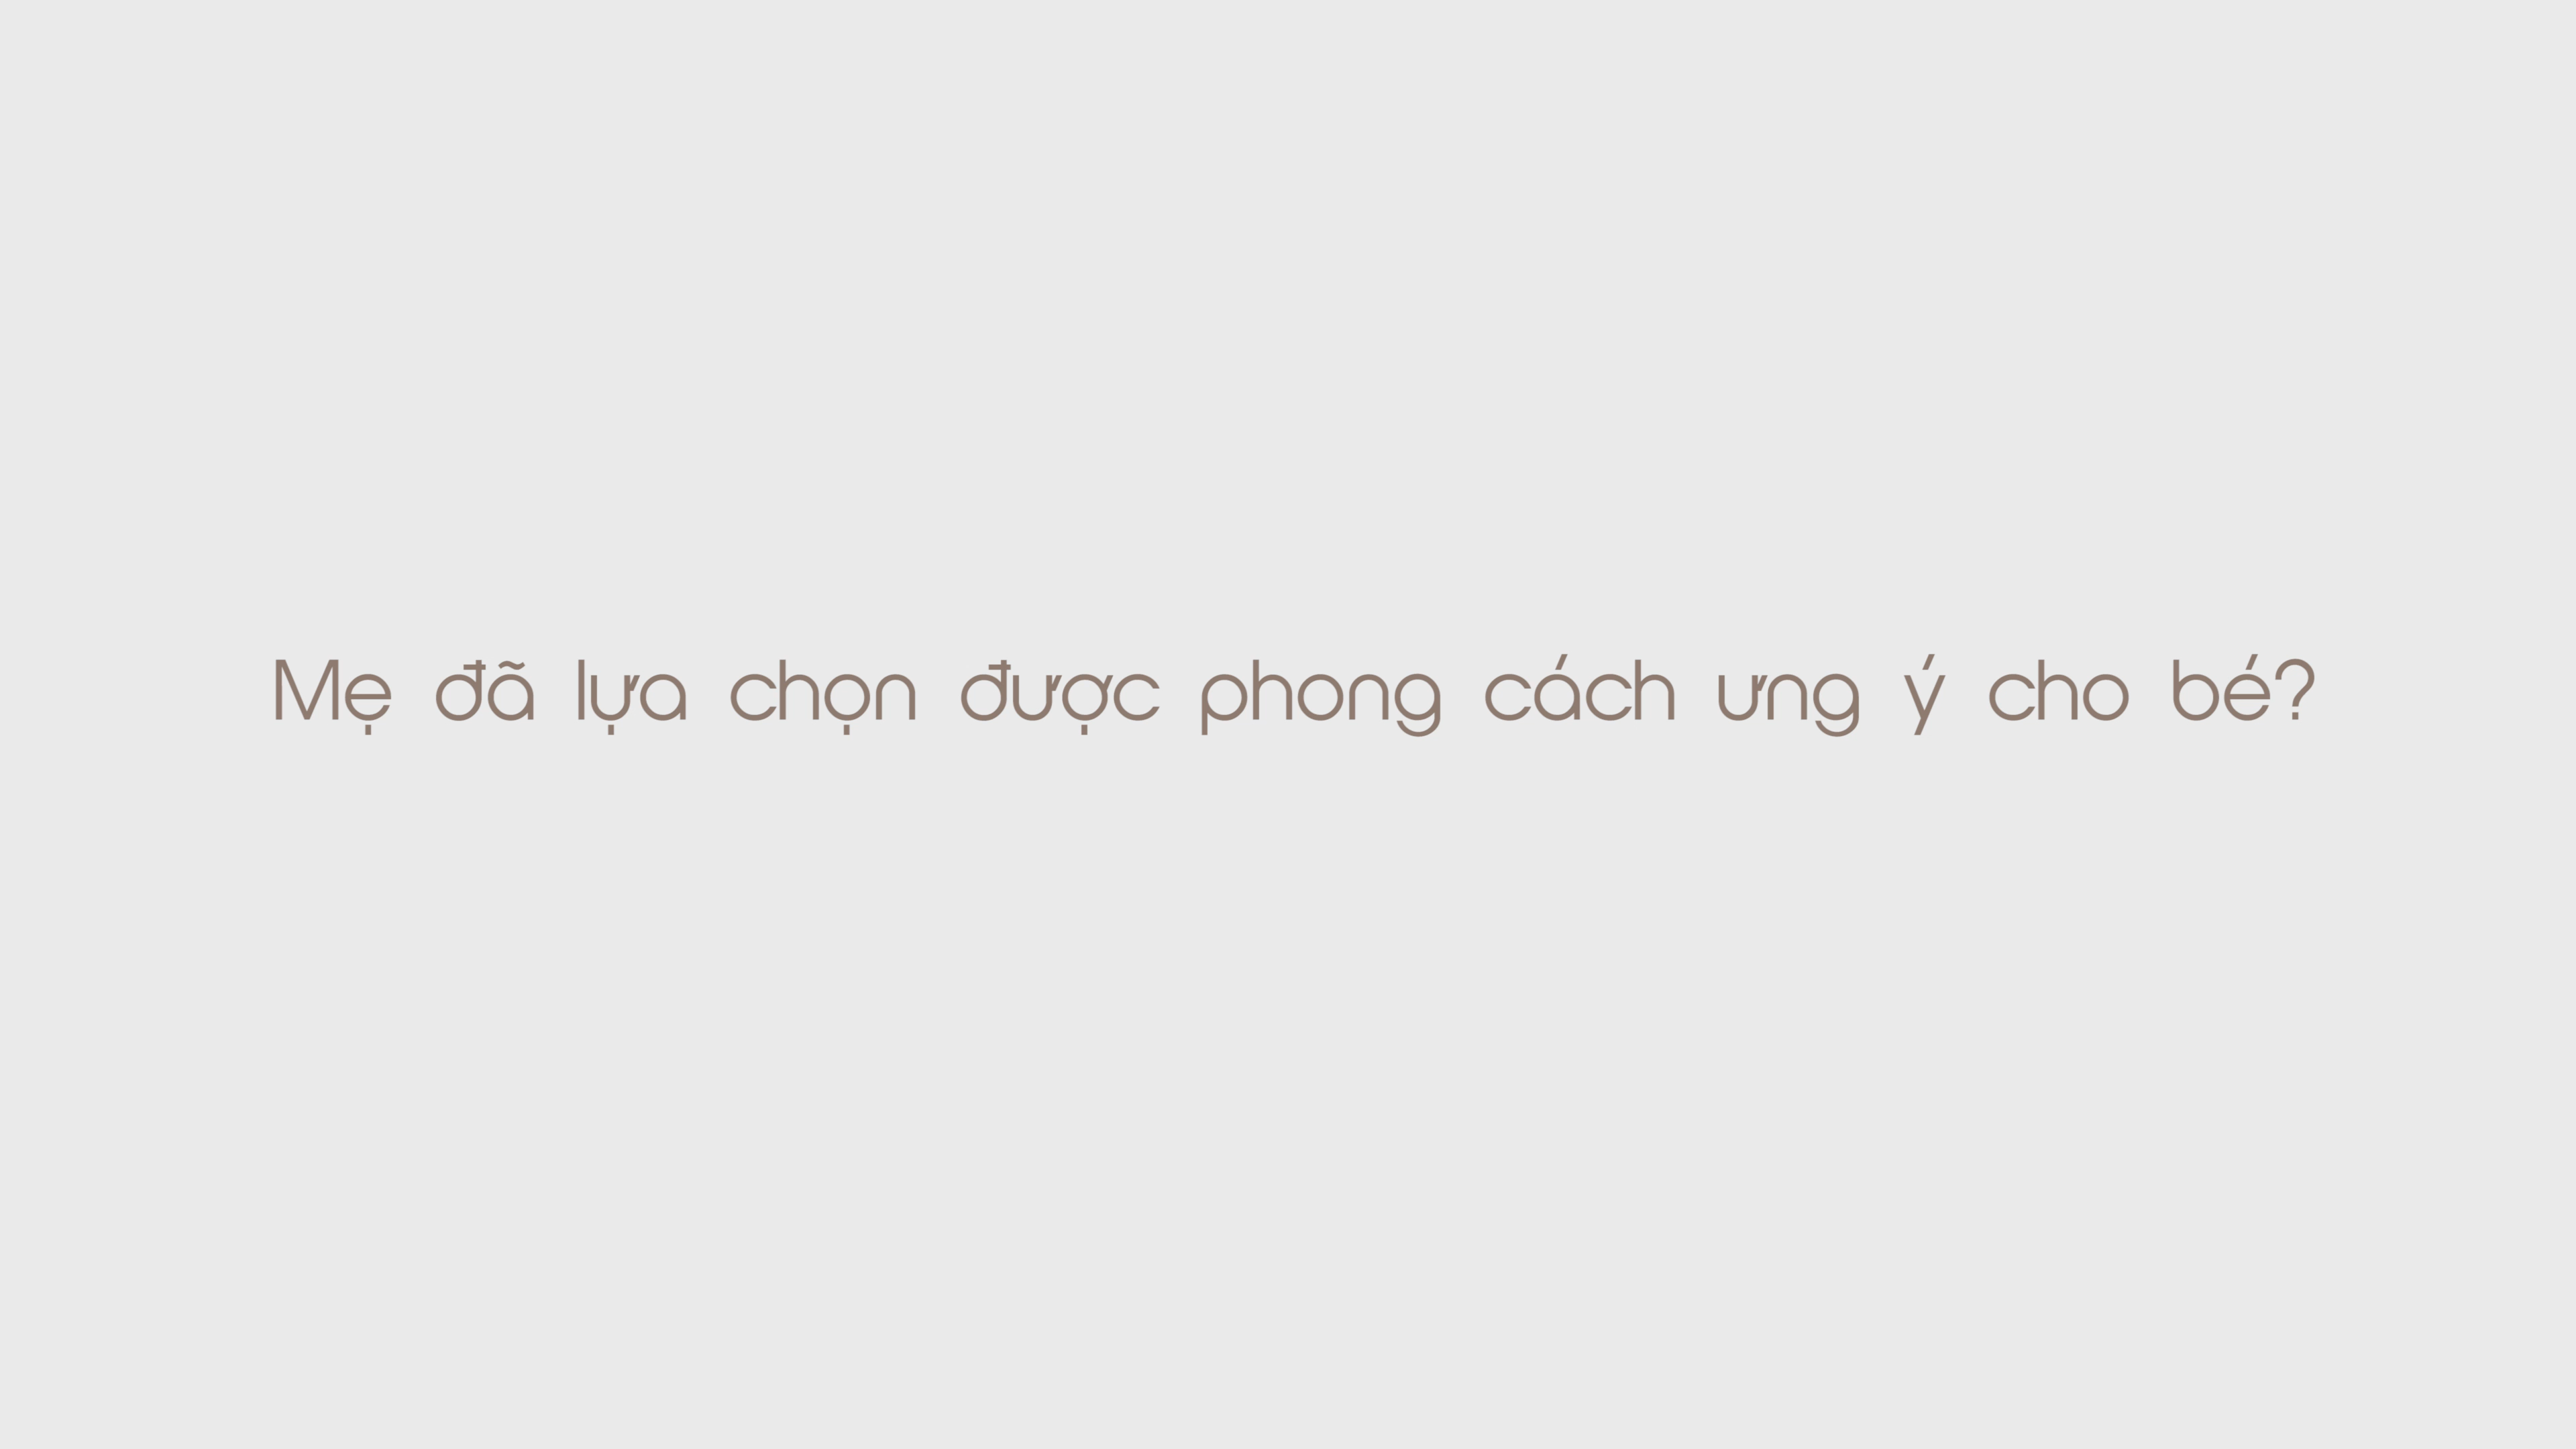 Mẹ đã lựa chọn được phong cách ưng ý cho bé?